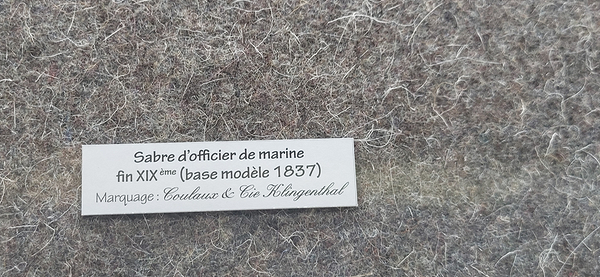 Sabre d'officier de marine
fin XIXème (base modèle 1837)
Marquage : Coulaux & Cie Klingenthal